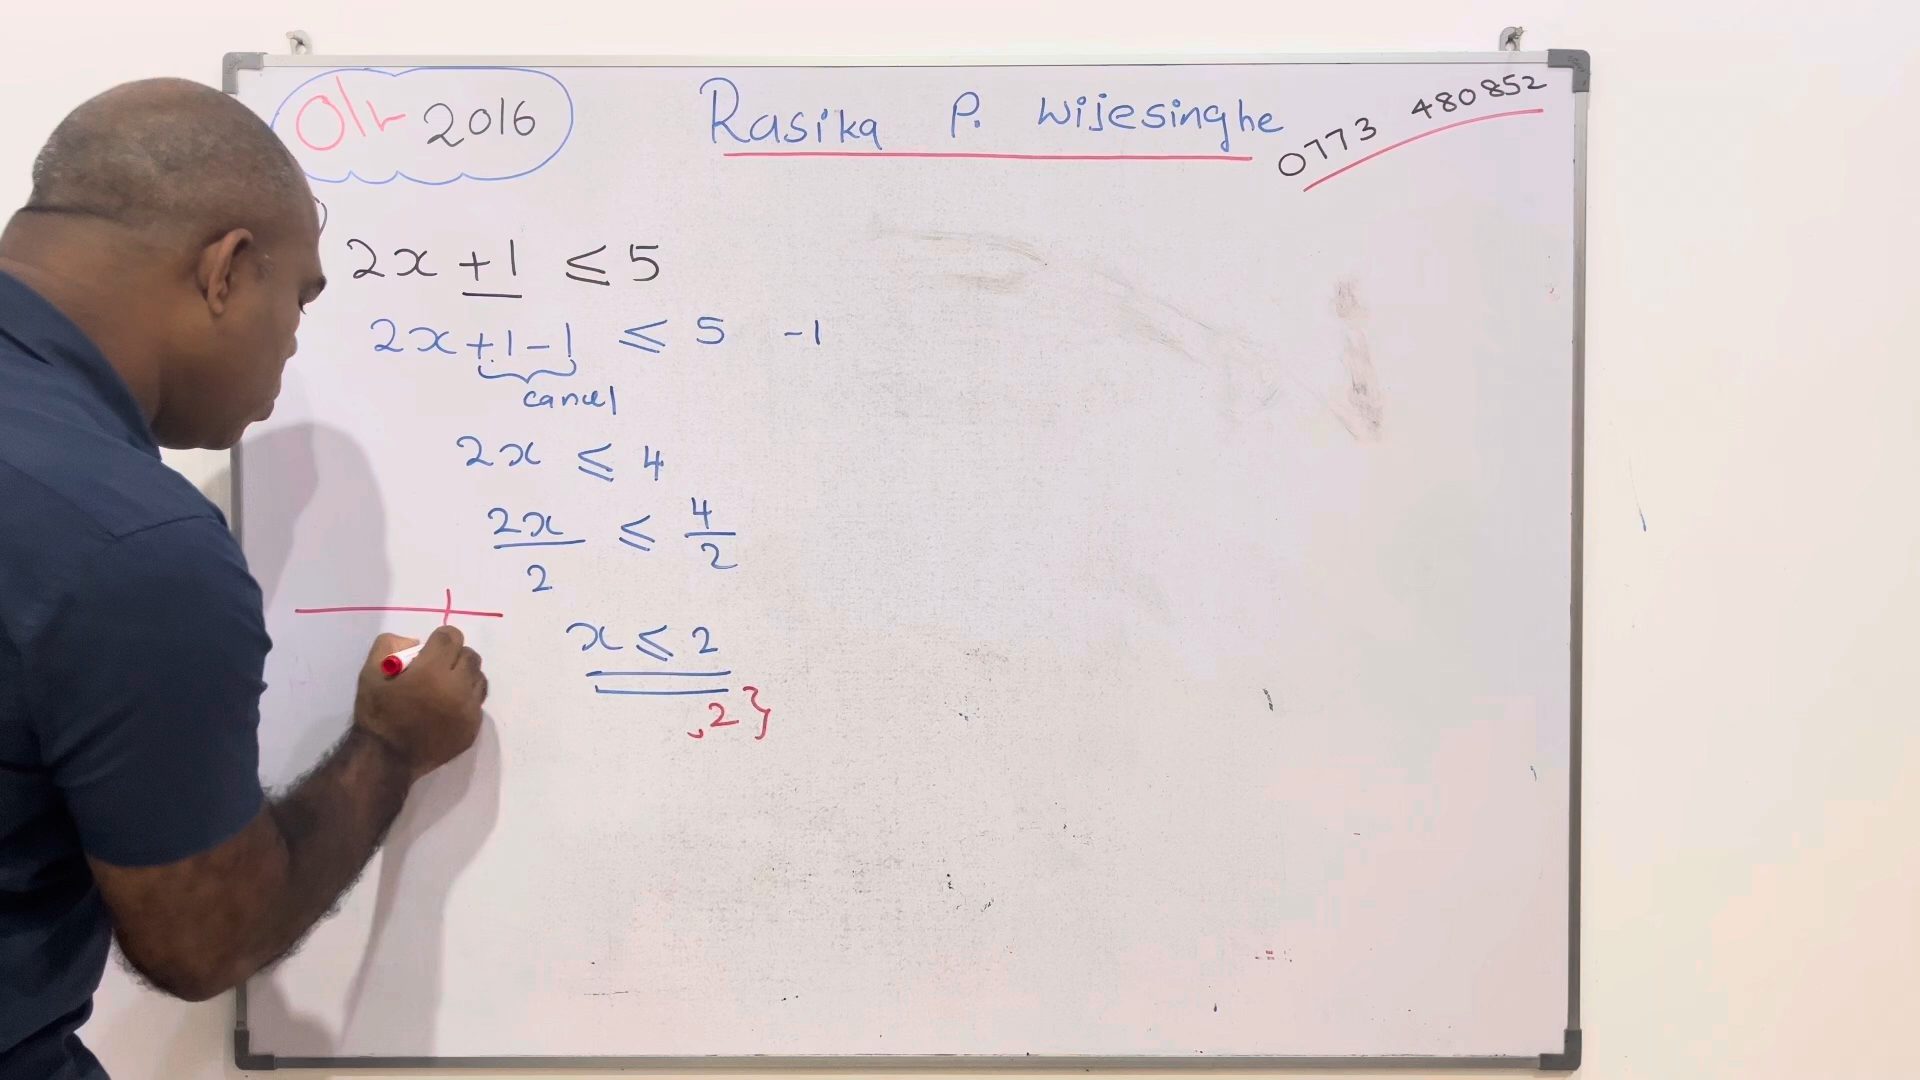 O/L 2016
Rasika P. Wijesinghe
0773 480852
2x + 1 ≤ 5
2x + 1 - 1 ≤ 5 - 1
cancel
2x ≤ 4
2x/2 ≤ 4/2
x ≤ 2
,2}